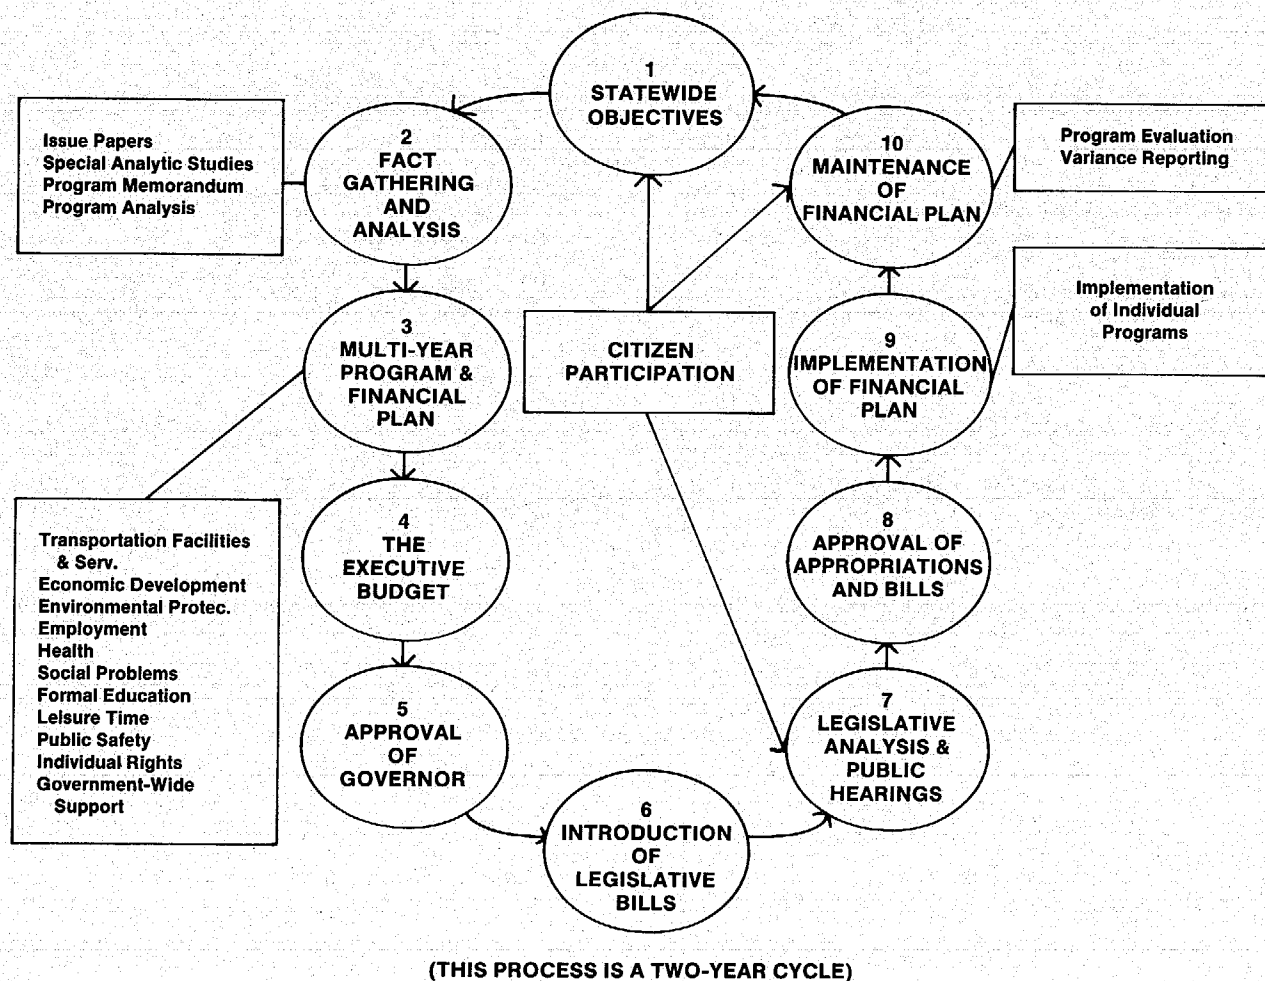 1
STATEWIDE
OBJECTIVES
Issue Papers
Special Analytic Studies
Program Memorandum
Program Analysis
2
FACT
GATHERING
AND
ANALYSIS
3
MULTI-YEAR
PROGRAM &
FINANCIAL
PLAN
Transportation Facilities
& Serv.
Economic Development
Environmental Protec.
Employment
Health
Social Problems
Formal Education
Leisure Time
Public Safety
Individual Rights
Government-Wide
Support
4
THE
EXECUTIVE
BUDGET
5
APPROVAL
OF
GOVERNOR
6
INTRODUCTION
OF
LEGISLATIVE
BILLS
7
LEGISLATIVE
ANALYSIS &
PUBLIC
HEARINGS
8
APPROVAL OF
APPROPRIATIONS
AND BILLS
9
IMPLEMENTATION
OF FINANCIAL
PLAN
Implementation
of Individual
Programs
10
MAINTENANCE
OF
FINANCIAL PLAN
Program Evaluation
Variance Reporting
CITIZEN
PARTICIPATION
(THIS PROCESS IS A TWO-YEAR CYCLE)